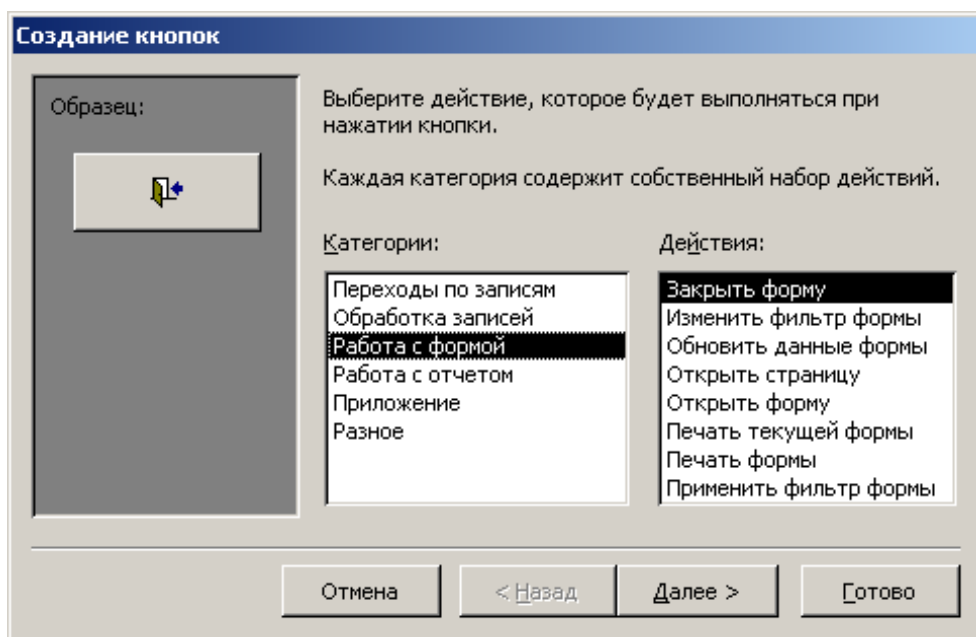 Создание кнопок
Образец:
Выберите действие, которое будет выполняться при
нажатии кнопки.
Каждая категория содержит собственный набор действий.
Категории:
Переходы по записям
Обработка записей
Работа с формой
Работа с отчетом
Приложение
Разное
Действия:
Закрыть форму
Изменить фильтр формы
Обновить данные формы
Открыть страницу
Открыть форму
Печать текущей формы
Печать формы
Применить фильтр формы
Отмена
< Назад
Далее >
Готово